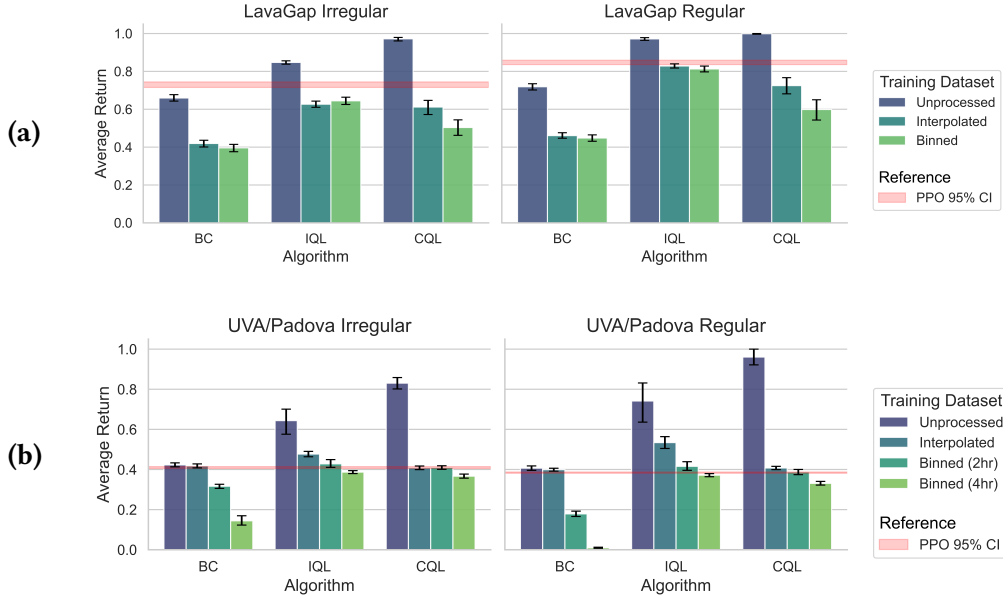 LavaGap Irregular
LavaGap Regular
(a)
Average Return
1.0
0.8
0.6
0.4
0.2
0.0
BC IQL CQL
Algorithm
BC IQL CQL
Algorithm
Training Dataset
Unprocessed
Interpolated
Binned
Reference
PPO 95% CI
UVA/Padova Irregular
UVA/Padova Regular
(b)
Average Return
1.0
0.8
0.6
0.4
0.2
0.0
BC IQL CQL
Algorithm
BC IQL CQL
Algorithm
Training Dataset
Unprocessed
Interpolated
Binned (2hr)
Binned (4hr)
Reference
PPO 95% CI